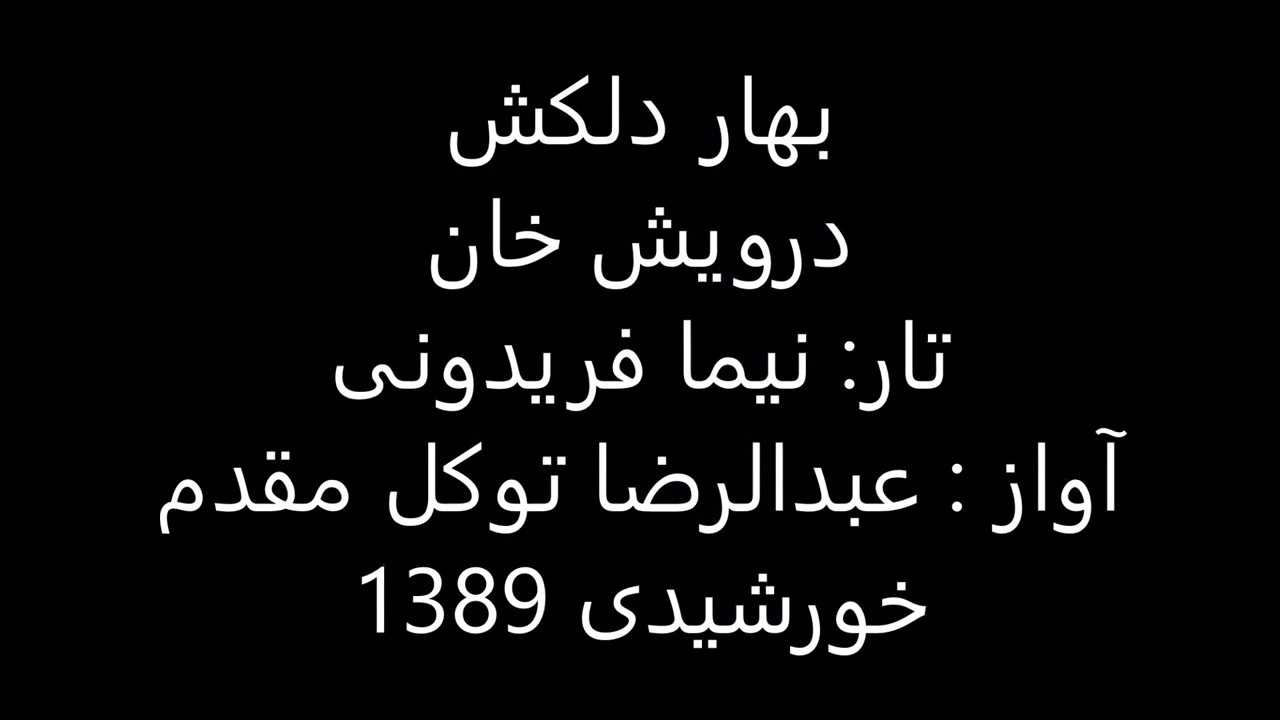 بهار دلکش
درویش خان
تار: نیما فریدونی
آواز : عبدالرضا توکل مقدم
خورشیدی 1389